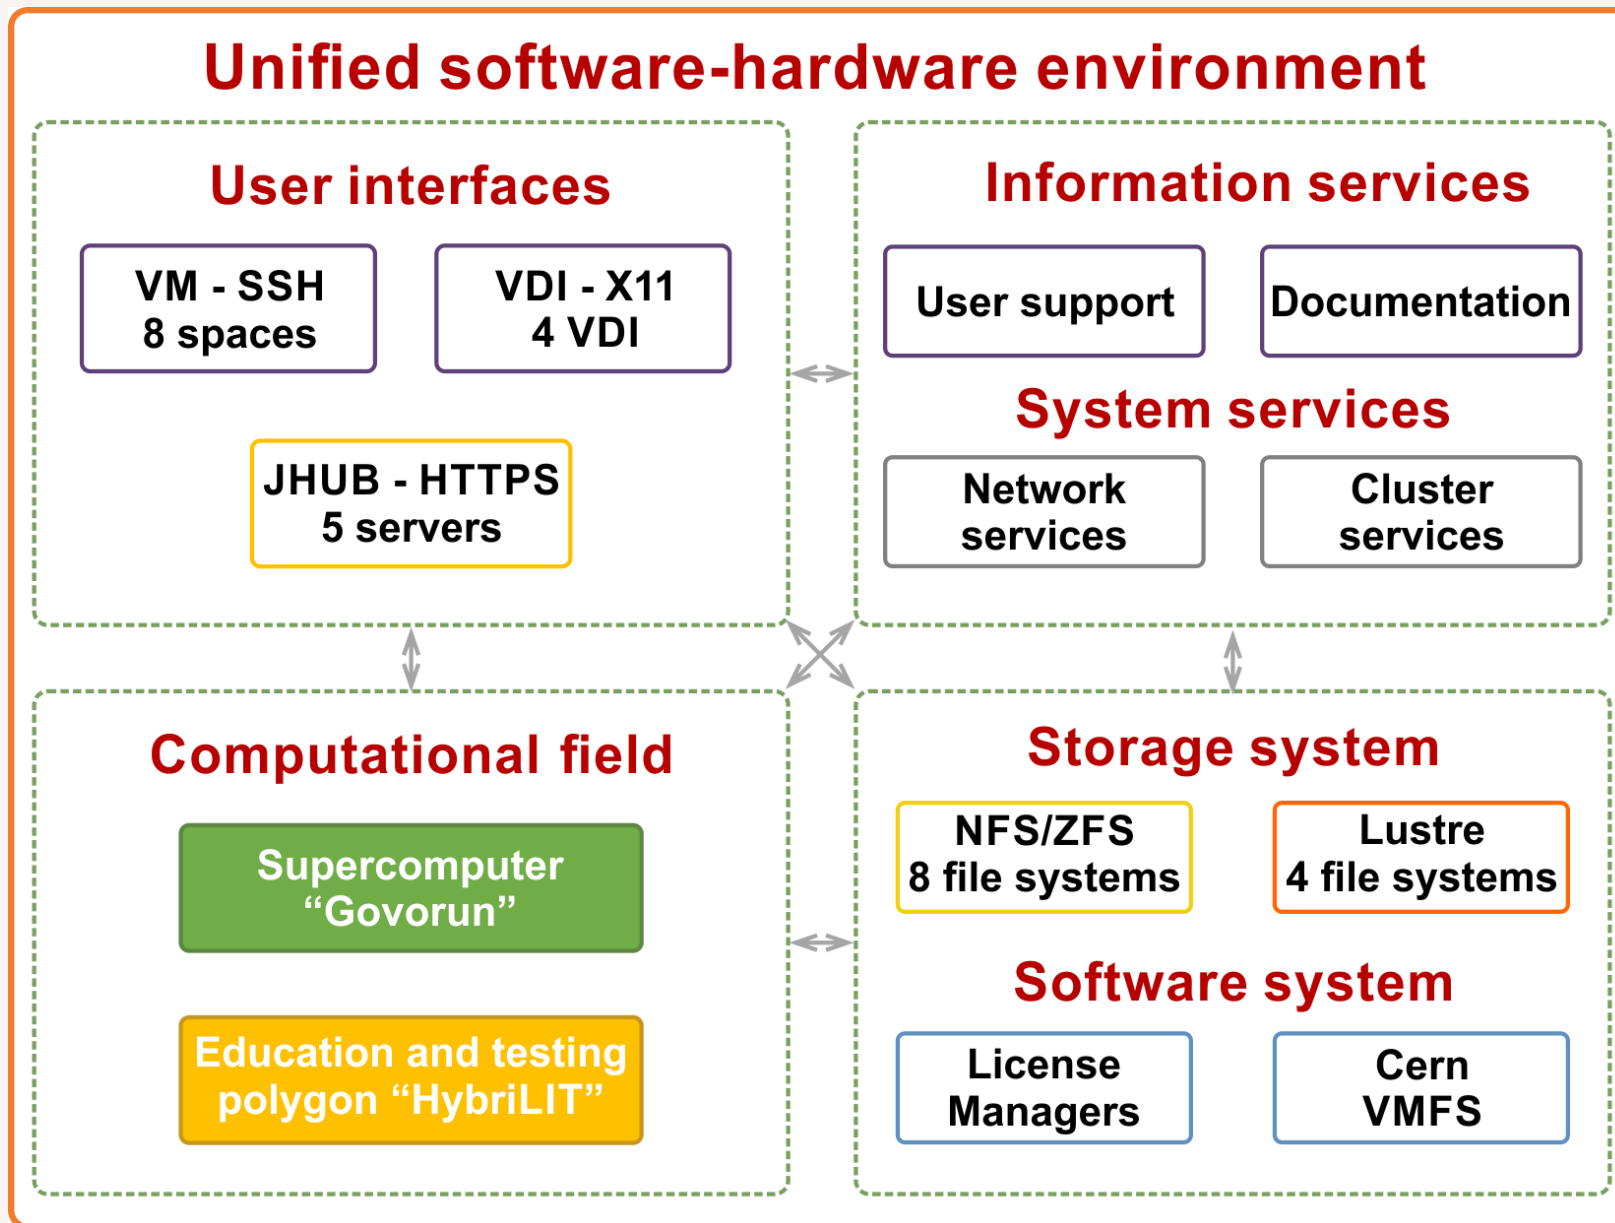 Unified software-hardware environment
User interfaces
VM - SSH
8 spaces
VDI - X11
4 VDI
JHUB - HTTPS
5 servers
Information services
User support
Documentation
System services
Network
services
Cluster
services
Computational field
Supercomputer
“Govorun”
Education and testing
polygon “HybriLIT”
Storage system
NFS/ZFS
8 file systems
Lustre
4 file systems
Software system
License
Managers
Cern
VMFS